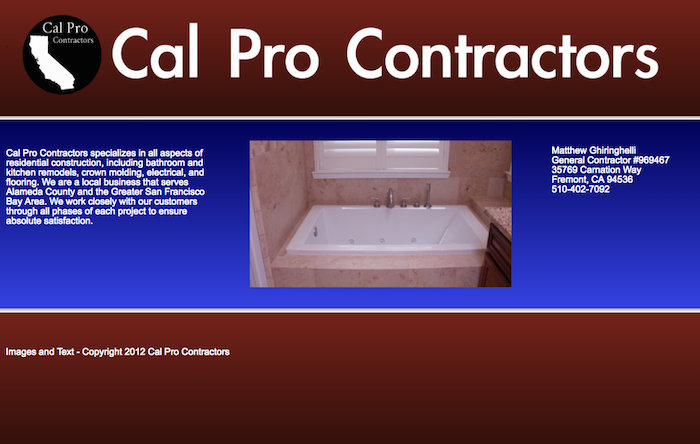 Cal Pro
Contractors
Cal Pro Contractors
Cal Pro Contractors specializes in all aspects of
residential construction, including bathroom and
kitchen remodels, crown molding, electrical, and
flooring. We are a local business that serves
Alameda County and the Greater San Francisco
Bay Area. We work closely with our customers
through all phases of each project to ensure
absolute satisfaction.
Matthew Ghiringhelli
General Contractor #969467
35769 Carnation Way
Fremont, CA 94536
510-402-7092
Images and Text - Copyright 2012 Cal Pro Contractors